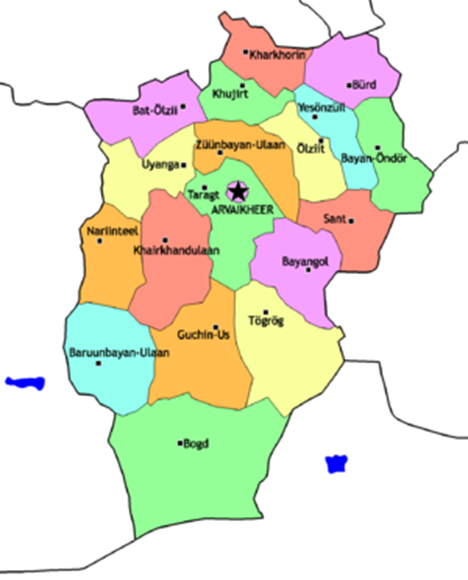 Kharkhorin
Bürd
Khujirt
Bat-Ölzii
Yesönzüil
Züünbayan-Ulaan
Ölziit
Bayan-Öndör
Uyanga
Taragt
ARVAIKHEER
Sant
Nariinteel
Khairkhandulaan
Bayangol
Tögrög
Guchin-Us
Baruunbayan-Ulaan
Bogd